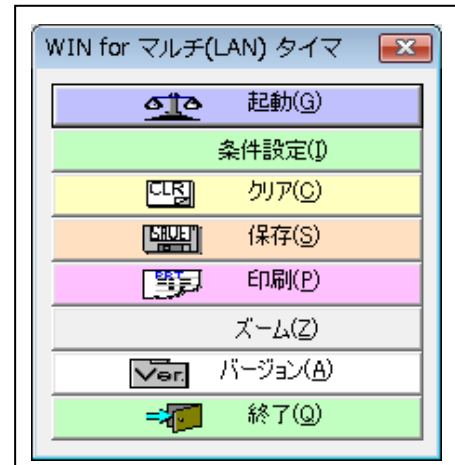 WIN for マルチ(LAN) タイマ
起動(G)
条件設定(I)
CLR クリア(C)
SAVE 保存(S)
PRT 印刷(P)
ズーム(Z)
Ver. バージョン(A)
終了(Q)